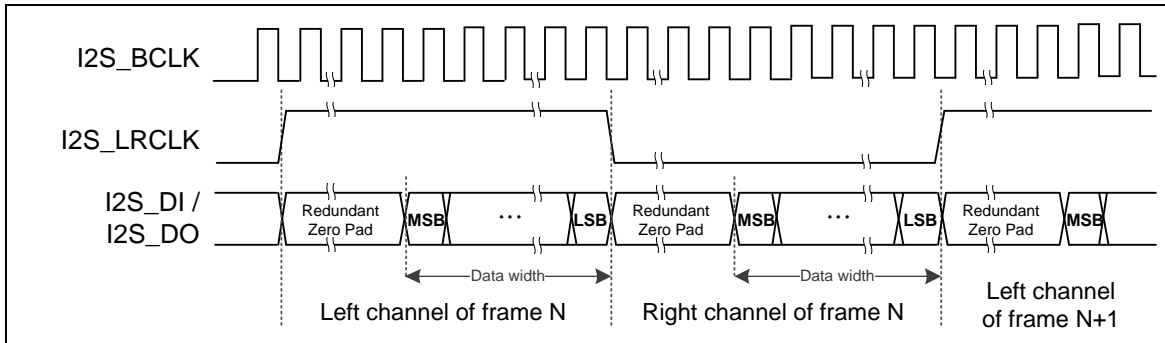 I2S_BCLK
I2S_LRCLK
I2S_DI /
I2S_DO
Redundant
Zero Pad
MSB
...
LSB
Redundant
Zero Pad
MSB
...
LSB
Redundant
Zero Pad
MSB
Data width
Data width
Left channel of frame N
Right channel of frame N
Left channel
of frame N+1